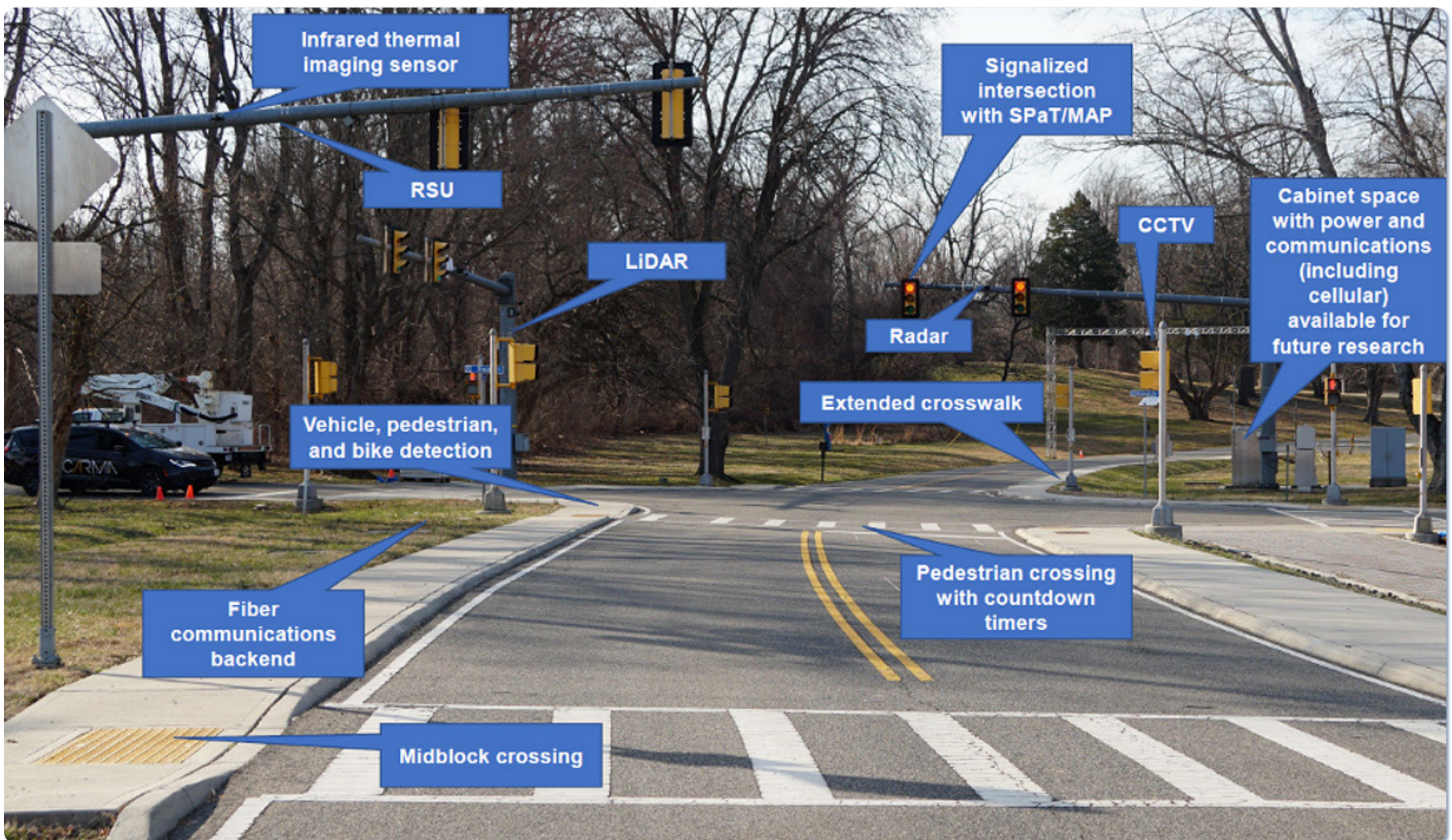 Infrared thermal
imaging sensor
Signalized
intersection
with SPaT/MAP
RSU
Cabinet space
with power and
communications
(including
cellular)
available for
future research
CCTV
LiDAR
Radar
Extended crosswalk
Vehicle, pedestrian,
and bike detection
CARMA
Pedestrian crossing
with countdown
timers
Fiber
communications
backend
Midblock crossing